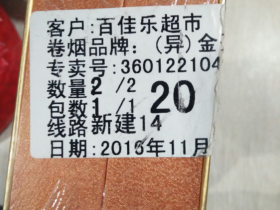 客户:百佳乐超市
卷烟品牌:(异)金
专卖号:360122104
数量2 /2
包数1 /1 20
线路 新建14
日期:2016年11月